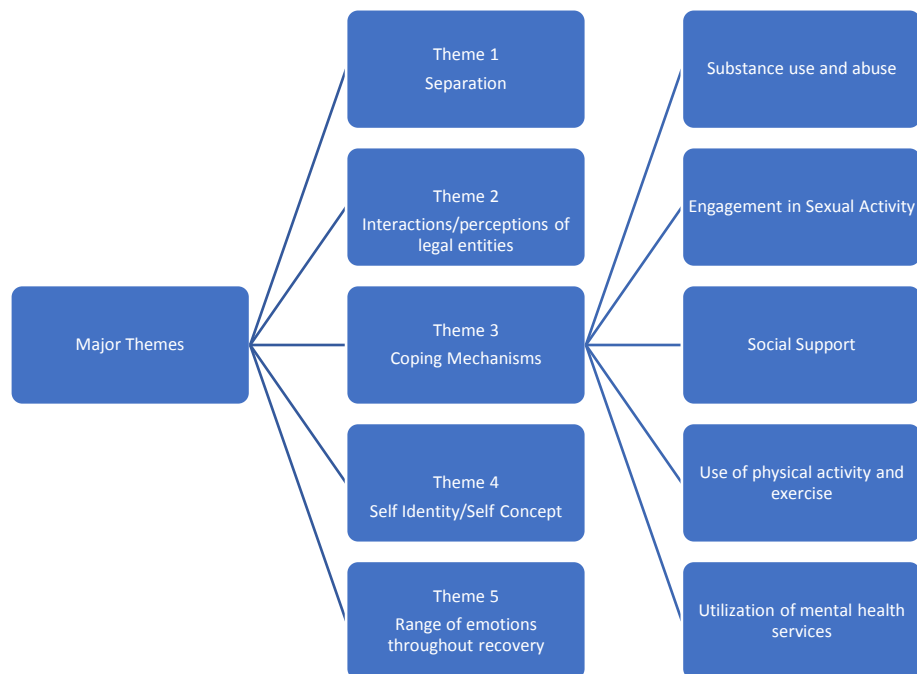 Major Themes
Theme 1
Separation
Theme 2
Interactions/perceptions of
legal entities
Theme 3
Coping Mechanisms
Theme 4
Self Identity/Self Concept
Theme 5
Range of emotions
throughout recovery
Substance use and abuse
Engagement in Sexual Activity
Social Support
Use of physical activity and
exercise
Utilization of mental health
services